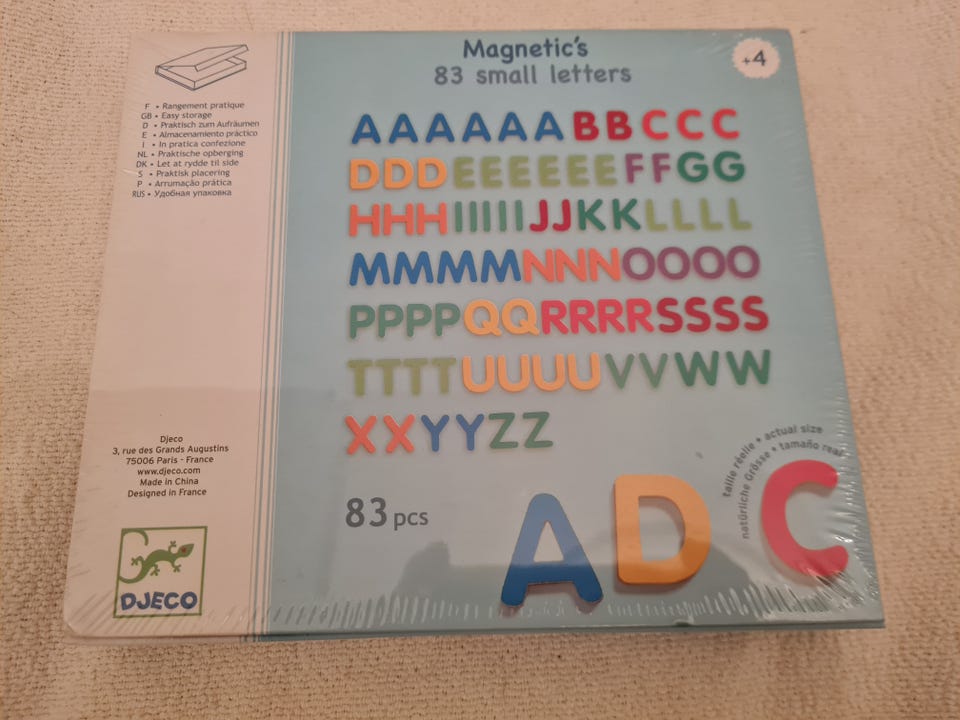 Magnetic's
83 small letters
+4
F • Rangement pratique
GB • Easy storage
D • Praktisch zum Aufräumen
E • Almacenamiento práctico
I • In pratica confezione
NL • Praktische opberging
DK • Let at rydde til side
S • Praktisk placering
P • Arrumação prática
RUS • Удобная упаковка
AAAAAABBCCC
DDDEEEEEEFFGG
HHHIIIIIJJKKLLLL
MMMMNNNOOOO
PPPPQQRRRRSSSS
TTTTUUUUVVWW
XXYYZZ
83 pcs
taille réelle • actual size
natürliche Grösse • tamaño real
ADC
Djeco
3, rue des Grands Augustins
75006 Paris - France
www.djeco.com
Made in China
Designed in France
DJECO